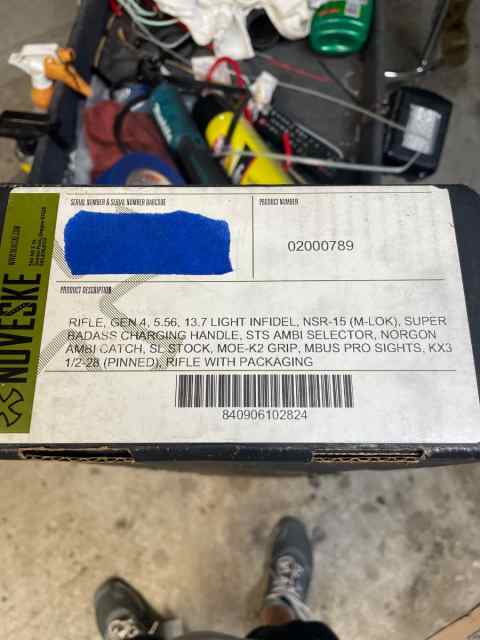 SERIAL NUMBER & SERIAL NUMBER BARCODE
PRODUCT NUMBER
02000789
PRODUCT DESCRIPTION
RIFLE, GEN 4, 5.56, 13.7 LIGHT INFIDEL, NSR-15 (M-LOK), SUPER
BADASS CHARGING HANDLE, STS AMBI SELECTOR, NORGON
AMBI CATCH, SL STOCK, MOE-K2 GRIP, MBUS PRO SIGHTS, KX3
1/2-28 (PINNED), RIFLE WITH PACKAGING
840906102824
NOVESKE